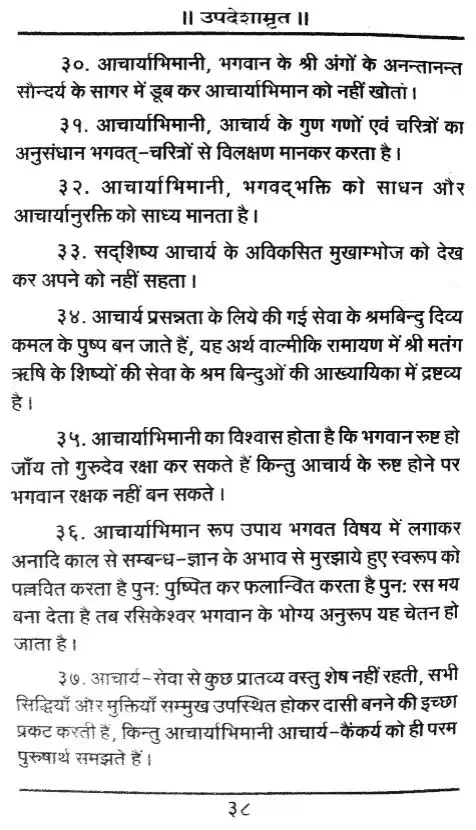 ॥ उपदेशामृत ॥
३०. आचार्याभिमानी, भगवान के श्री अंगों के अनन्तानन्त
सौन्दर्य के सागर में डूब कर आचार्याभिमान को नहीं खोता।
३१. आचार्याभिमानी, आचार्य के गुण गणों एवं चरित्रों का
अनुसंधान भगवत्-चरित्रों से विलक्षण मानकर करता है।
३२. आचार्याभिमानी, भगवद्भक्ति को साधन और
आचार्यानुरक्ति को साध्य मानता है।
३३. सद्शिष्य आचार्य के अविकसित मुखाम्भोज को देख
कर अपने को नहीं सहता।
३४. आचार्य प्रसन्नता के लिये की गई सेवा के श्रमबिन्दु दिव्य
कमल के पुष्प बन जाते हैं, यह अर्थ वाल्मीकि रामायण में श्री मतंग
ऋषि के शिष्यों की सेवा के श्रम बिन्दुओं की आख्यायिका में द्रष्टव्य
है।
३५. आचार्याभिमानी का विश्वास होता है कि भगवान रुष्ट हो
जाँय तो गुरुदेव रक्षा कर सकते हैं किन्तु आचार्य के रुष्ट होने पर
भगवान रक्षक नहीं बन सकते।
३६. आचार्याभिमान रूप उपाय भगवत विषय में लगाकर
अनादि काल से सम्बन्ध-ज्ञान के अभाव से मुरझाये हुए स्वरूप को
पल्लवित करता है पुन: पुष्पित कर फलान्वित करता है पुन: रस मय
बना देता है तब रसिकेश्वर भगवान के भोग्य अनुरूप यह चेतन हो
जाता है।
३७. आचार्य-सेवा से कुछ प्रातव्य वस्तु शेष नहीं रहती, सभी
सिद्धियाँ और मुक्तियाँ सम्मुख उपस्थित होकर दासी बनने की इच्छा
प्रकट करती हैं, किन्तु आचार्याभिमानी आचार्य-कैंकर्य को ही परम
पुरुषार्थ समझते हैं।
३८